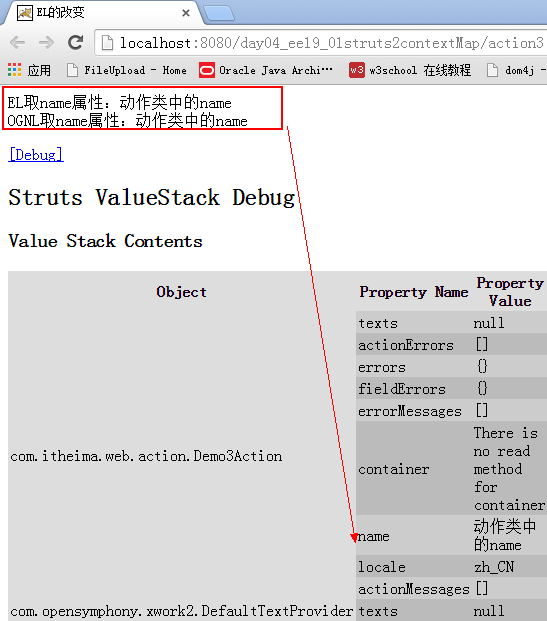 EL的改变
localhost:8080/day04_ee19_01struts2contextMap/action3
应用 FileUpload - Home Oracle Java Archi… w3school 在线教程 dom4j -
EL取name属性：动作类中的name
OGNL取name属性：动作类中的name
[Debug]
Struts ValueStack Debug
Value Stack Contents
Object Property Name Property Value
texts null
actionErrors []
errors {}
fieldErrors {}
errorMessages []
com.itheima.web.action.Demo3Action
container There is no read method for container
name 动作类中的name
locale zh_CN
actionMessages []
com.opensymphony.xwork2.DefaultTextProvider texts null